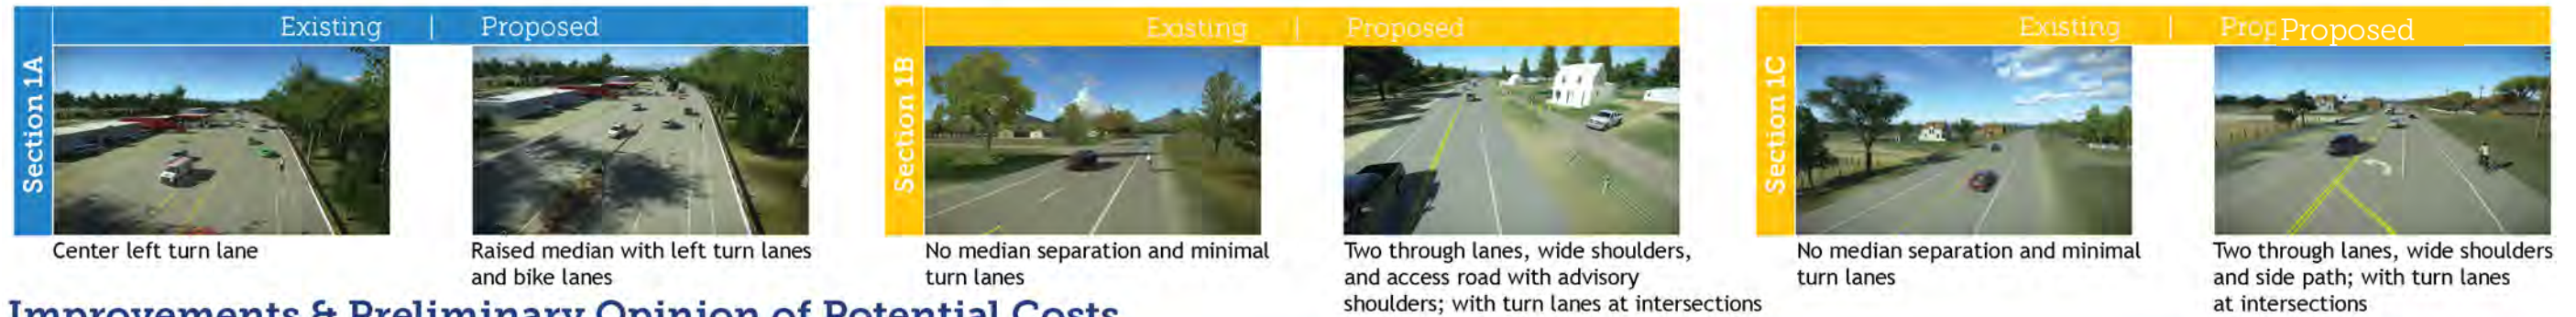 Section 1A
Existing | Proposed
Center left turn lane
Raised median with left turn lanes
and bike lanes
Section 1B
Existing | Proposed
No median separation and minimal
turn lanes
Two through lanes, wide shoulders,
and access road with advisory
shoulders; with turn lanes at intersections
Section 1C
Existing | Prop Proposed
No median separation and minimal
turn lanes
Two through lanes, wide shoulders
and side path; with turn lanes
at intersections
Improvements & Preliminary Opinion of Potential Costs